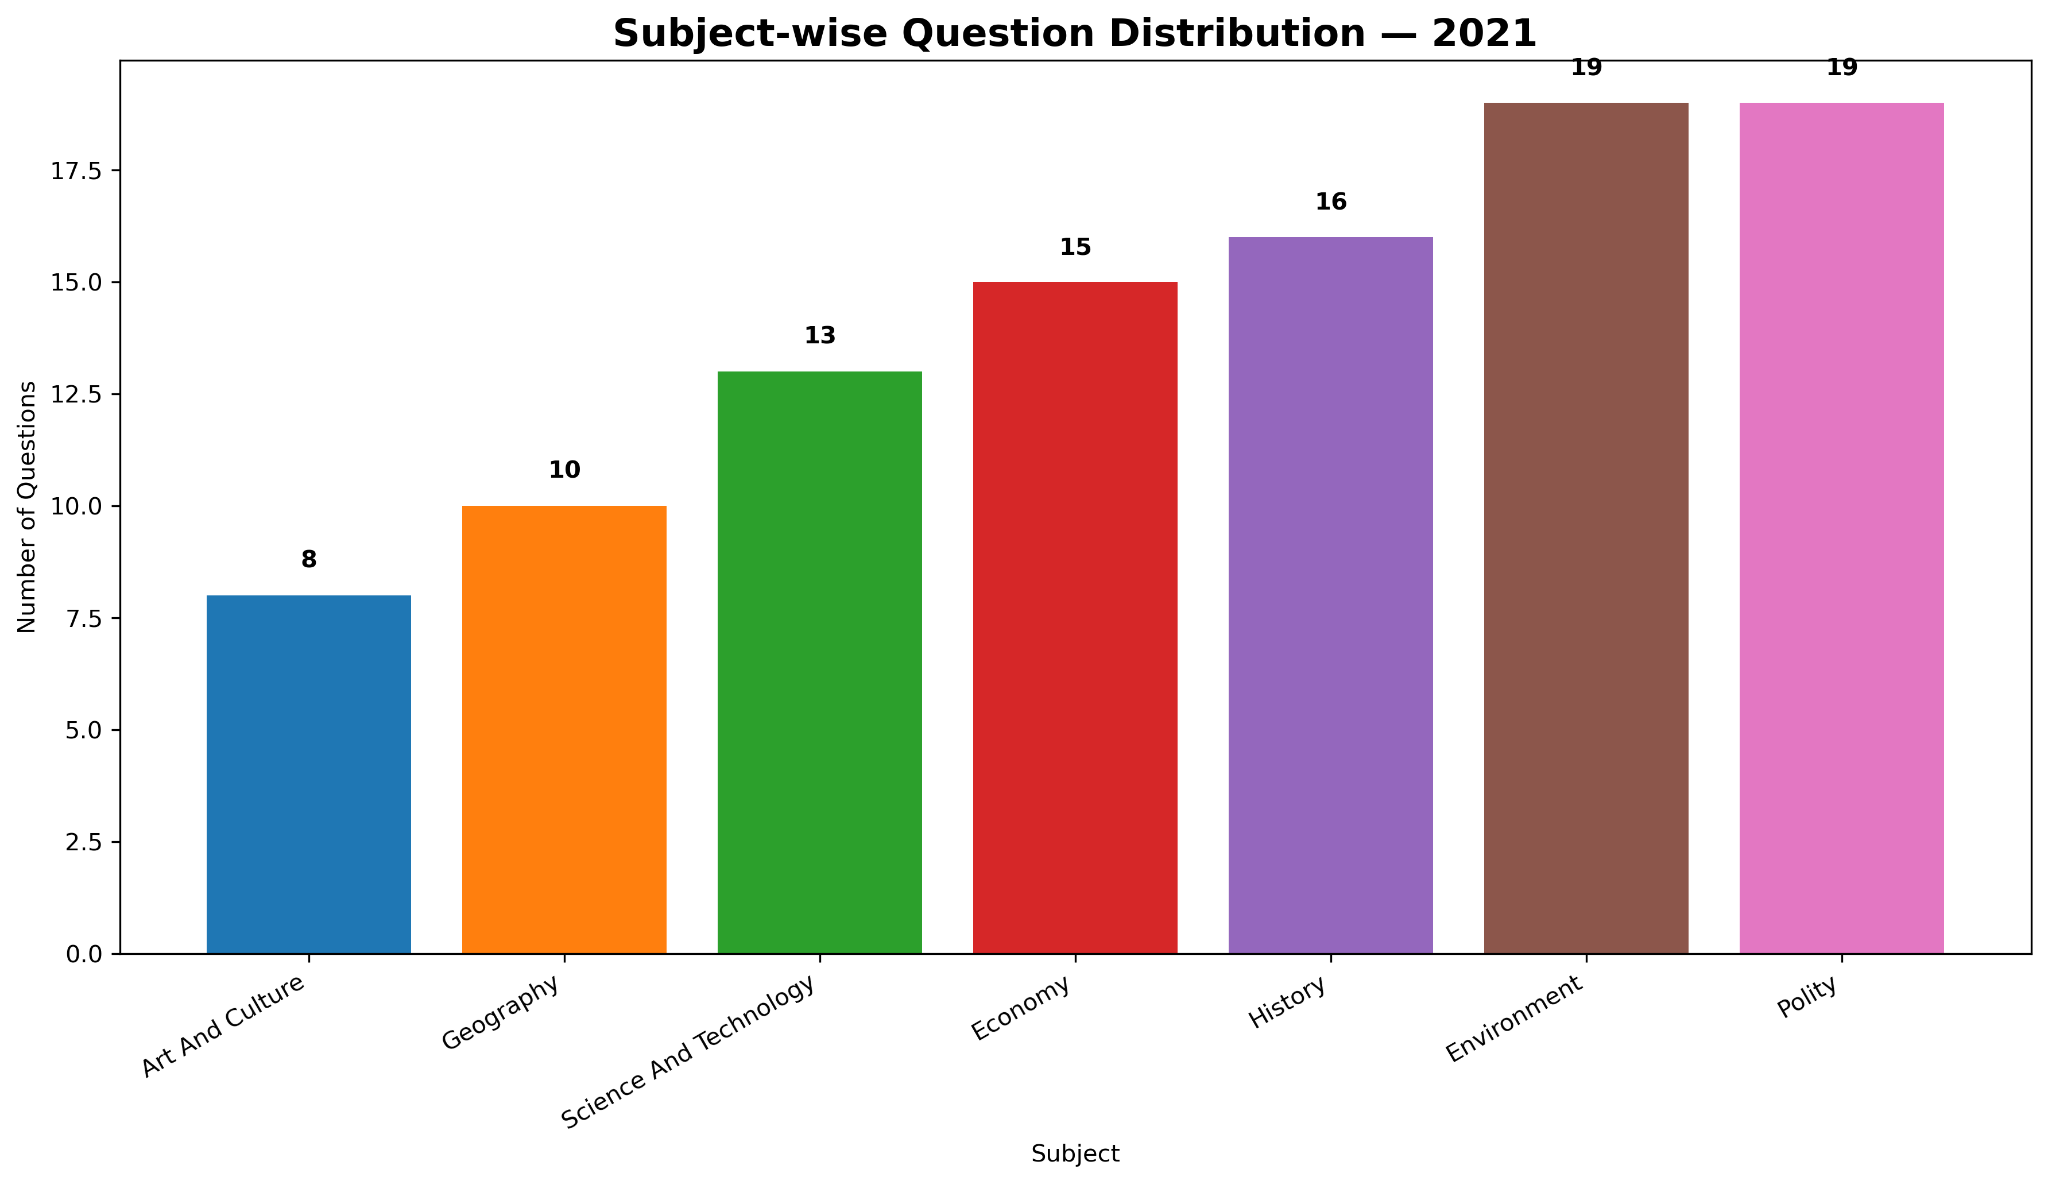 Subject-wise Question Distribution — 2021
19
19
17.5
16
15
15.0
13
12.5
10
10.0
8
7.5
5.0
2.5
0.0
Number of Questions
Art And Culture
Geography
Science And Technology
Economy
History
Environment
Polity
Subject